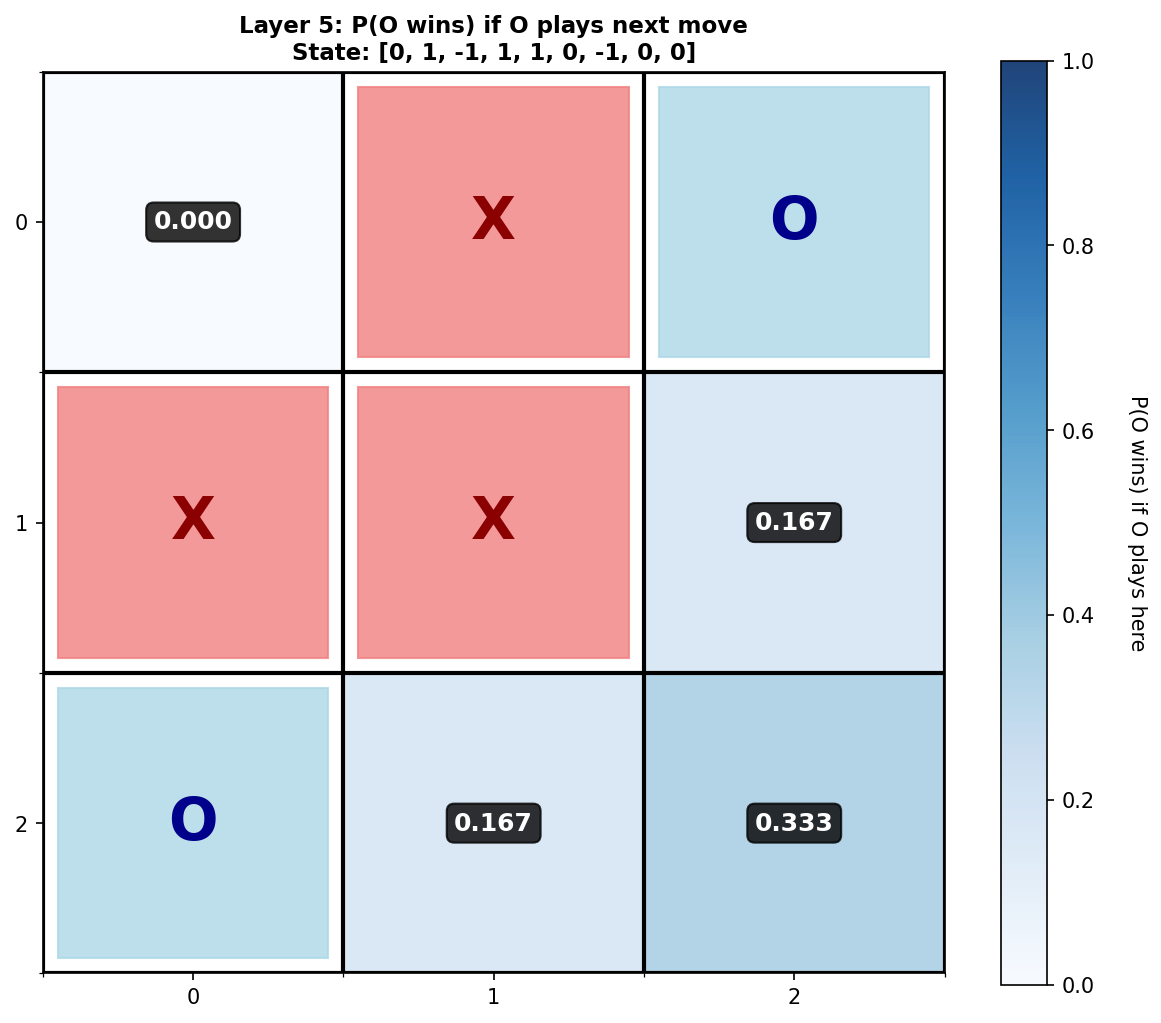 Layer 5: P(O wins) if O plays next move
State: [0, 1, -1, 1, 1, 0, -1, 0, 0]
0
0.000
X
O
1
X
X
0.167
2
O
0.167
0.333
0
1
2
1.0
0.8
0.6
0.4
0.2
0.0
P(O wins) if O plays here